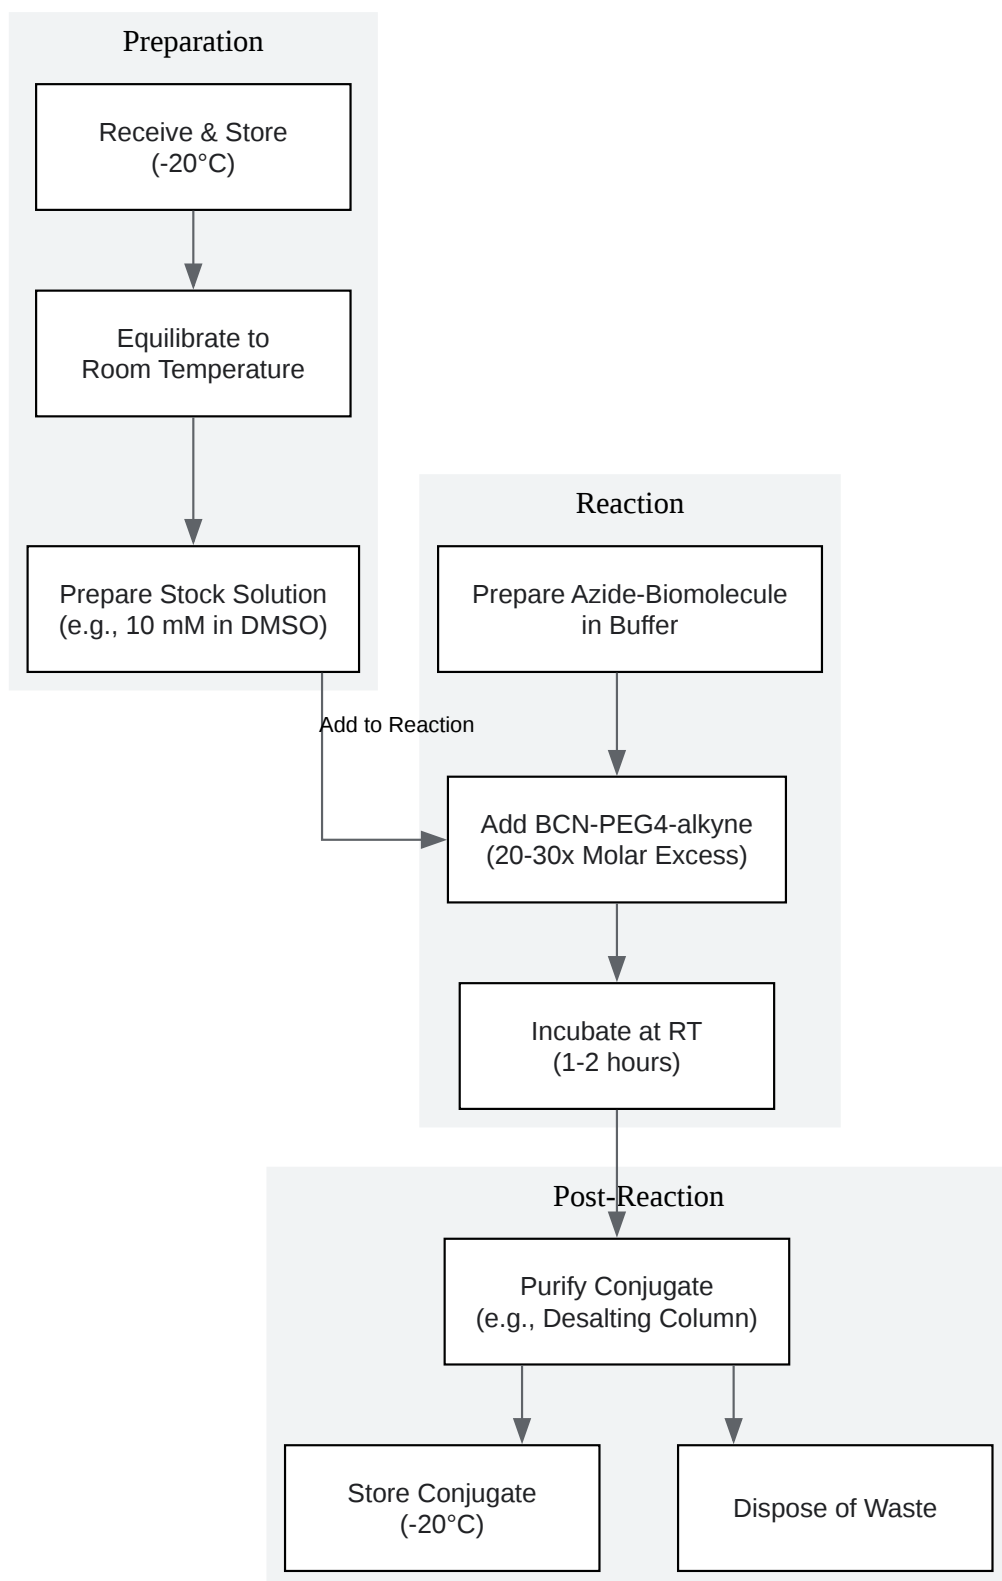 Preparation
Receive & Store
(-20°C)
Equilibrate to
Room Temperature
Prepare Stock Solution
(e.g., 10 mM in DMSO)
Add to Reaction
Reaction
Prepare Azide-Biomolecule
in Buffer
Add BCN-PEG4-alkyne
(20-30x Molar Excess)
Incubate at RT
(1-2 hours)
Post-Reaction
Purify Conjugate
(e.g., Desalting Column)
Store Conjugate
(-20°C)
Dispose of Waste